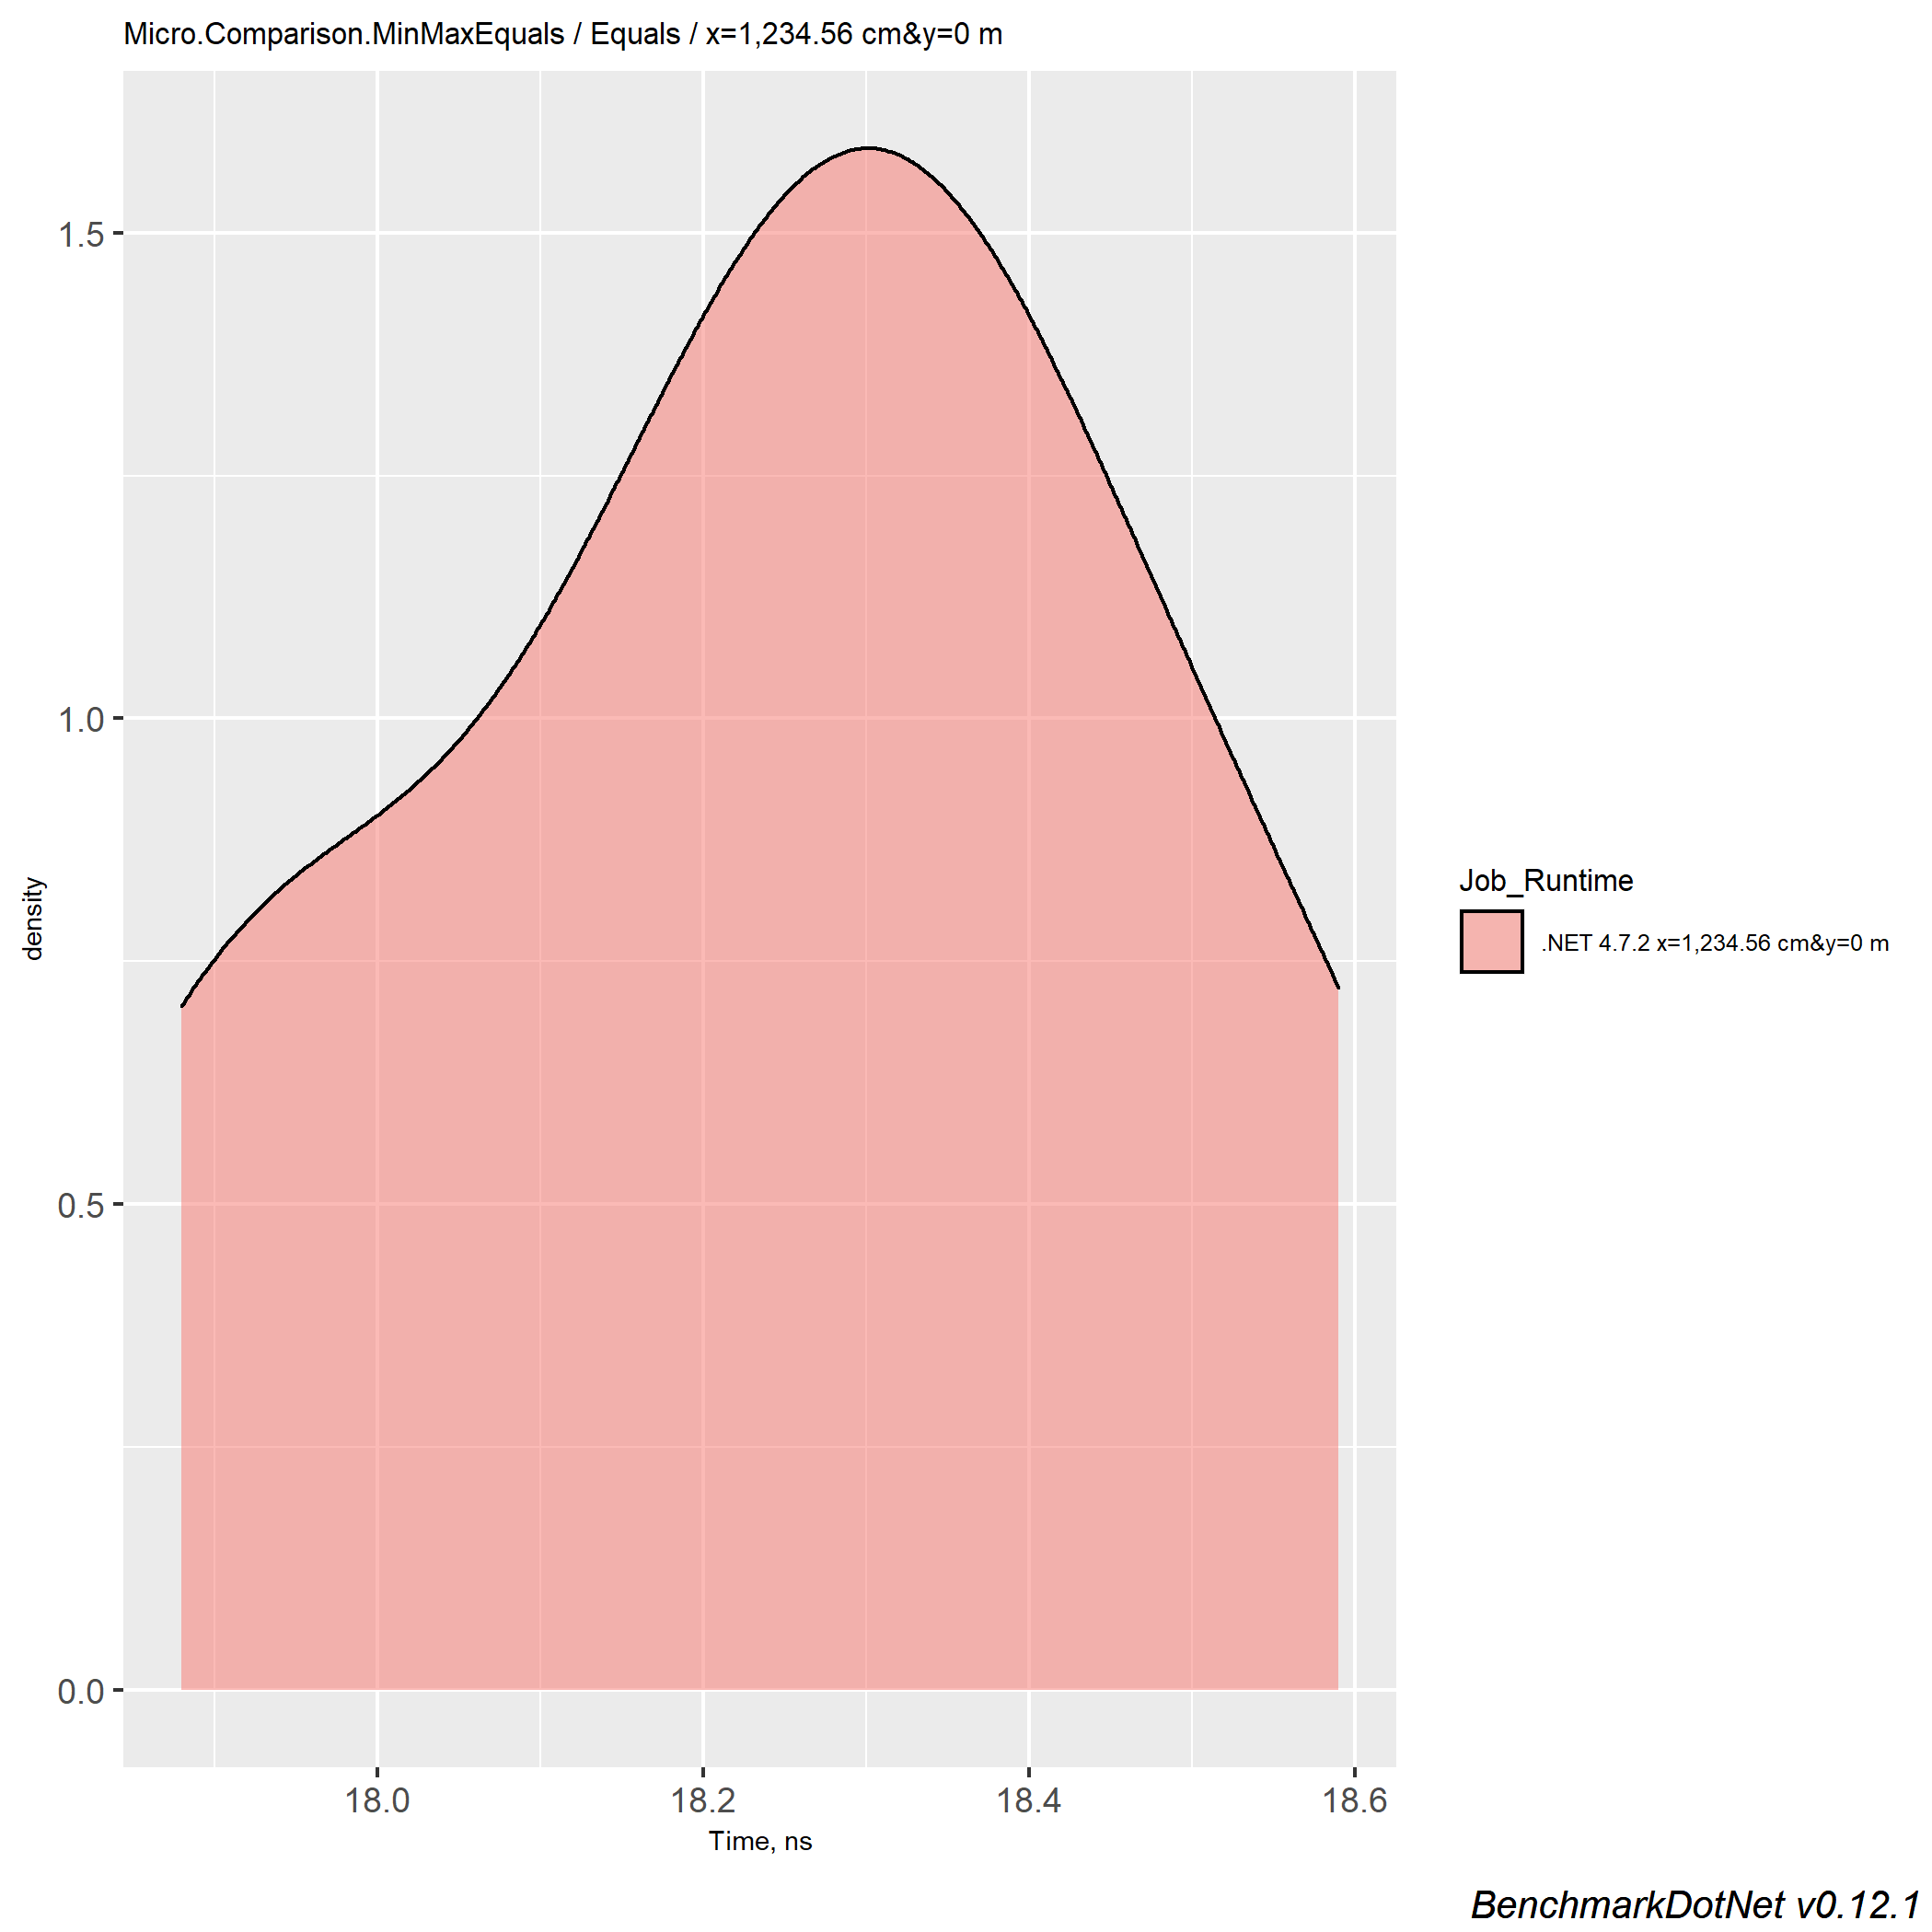 Micro.Comparison.MinMaxEquals / Equals / x=1,234.56 cm&y=0 m
1.5
1.0
0.5
0.0
density
18.0 18.2 18.4 18.6
Time, ns
Job_Runtime
.NET 4.7.2 x=1,234.56 cm&y=0 m
BenchmarkDotNet v0.12.1